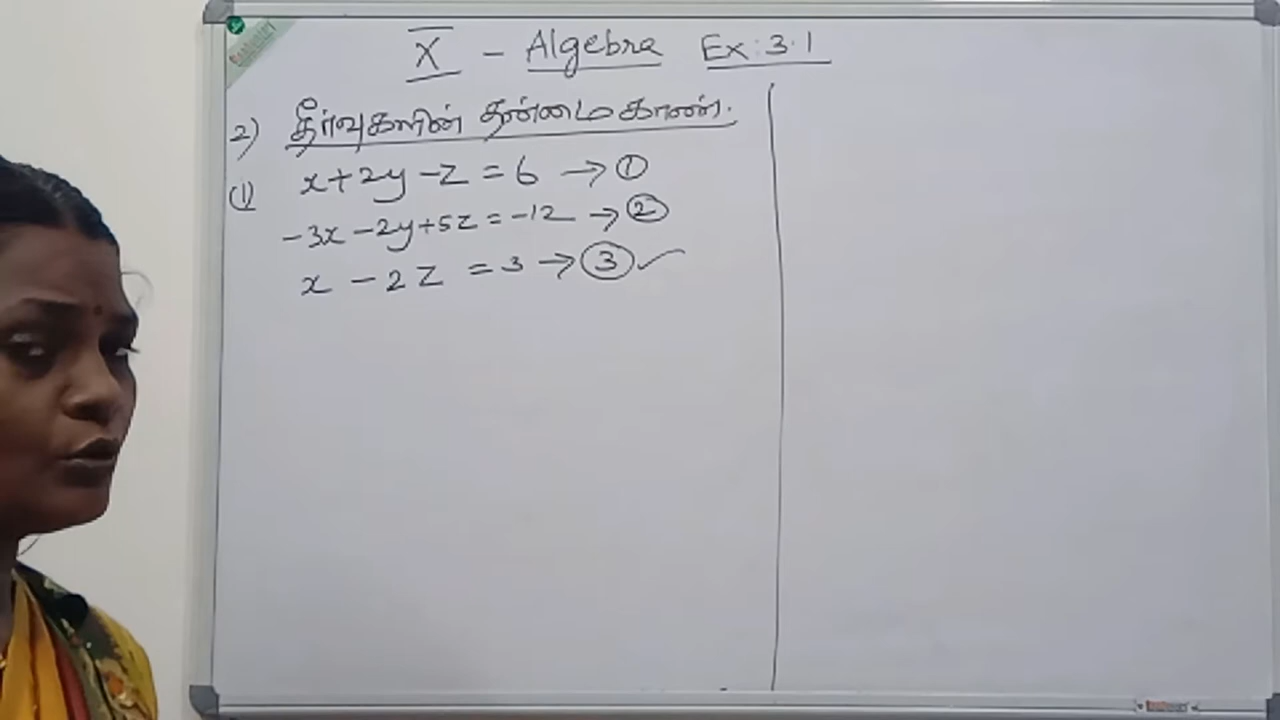 X - Algebra Ex: 3.1
2) தீர்வுகளின் தன்மை காண்.
(1) x+2y-z=6 → ①
-3x-2y+5z=-12 → ②
x-2z=3 → ③ ✓